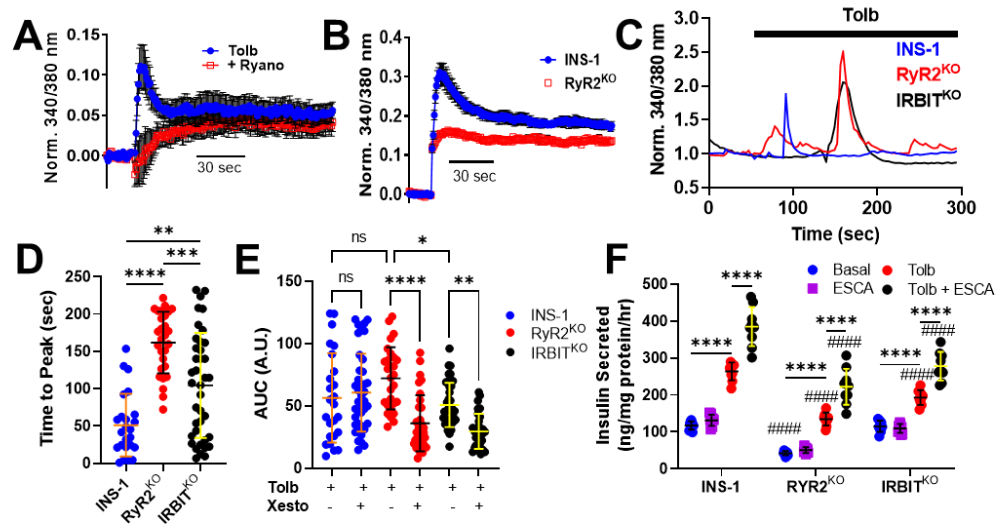 A
Norm. 340/380 nm
0.15
0.10
0.05
0.00
Tolb
+ Ryano
30 sec
B
Norm. 340/380 nm
0.4
0.3
0.2
0.1
0.0
INS-1
RyR2KO
30 sec
C
Norm. 340/380 nm
3.0
2.5
2.0
1.5
1.0
0.5
Tolb
INS-1
RyR2KO
IRBITKO
0 100 200 300
Time (sec)
D
Time to Peak (sec)
250
200
150
100
50
0
**
**** ***
INS-1 RyR2KO IRBITKO
E
AUC (A.U.)
150
100
50
0
ns *
ns **** **
INS-1
RyR2KO
IRBITKO
Tolb + + + + + +
Xesto - + - + - +
F
Insulin Secreted
(ng/mg protein/hr)
500
400
300
200
100
0
Basal Tolb
ESCA Tolb + ESCA
****
****
****
####
****
####
####
****
####
****
####
INS-1 RYR2KO IRBITKO